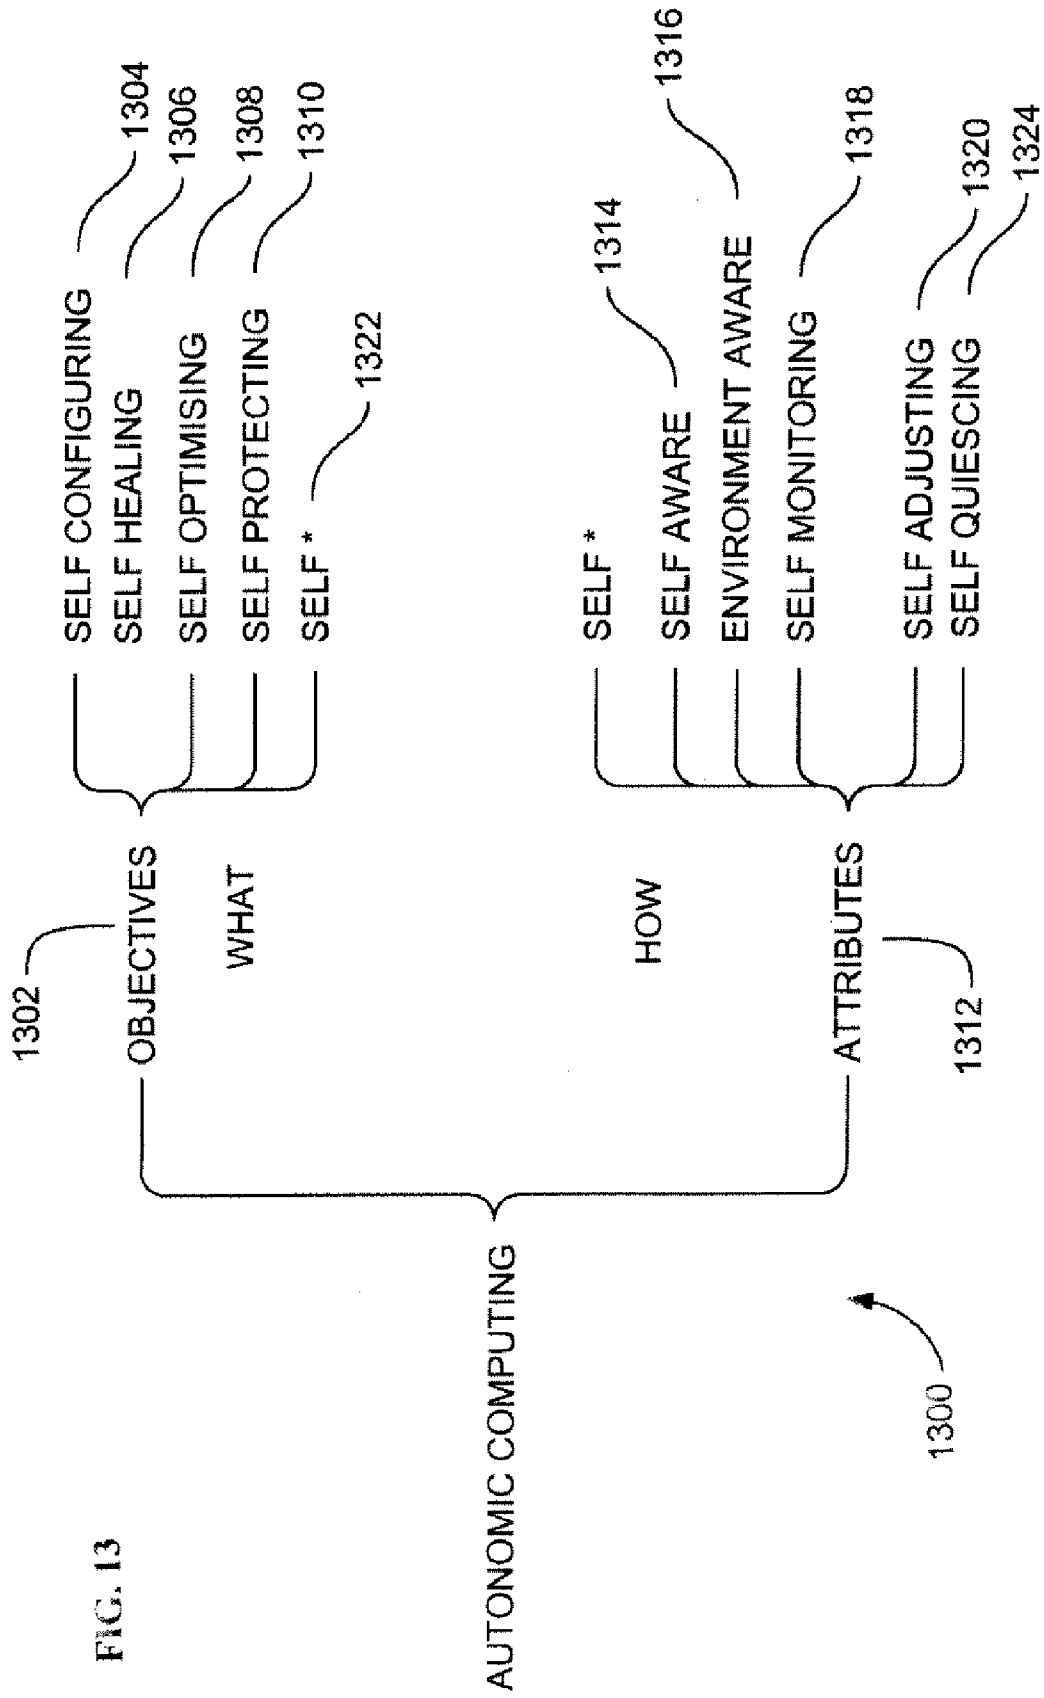 FIG. 13
AUTONOMIC COMPUTING
1300
1302
OBJECTIVES
WHAT
SELF CONFIGURING
1304
SELF HEALING
1306
SELF OPTIMISING
1308
SELF PROTECTING
1310
SELF *
1322
HOW
ATTRIBUTES
1312
SELF *
SELF AWARE
1314
ENVIRONMENT AWARE
1316
SELF MONITORING
1318
SELF ADJUSTING
1320
SELF QUIESCING
1324